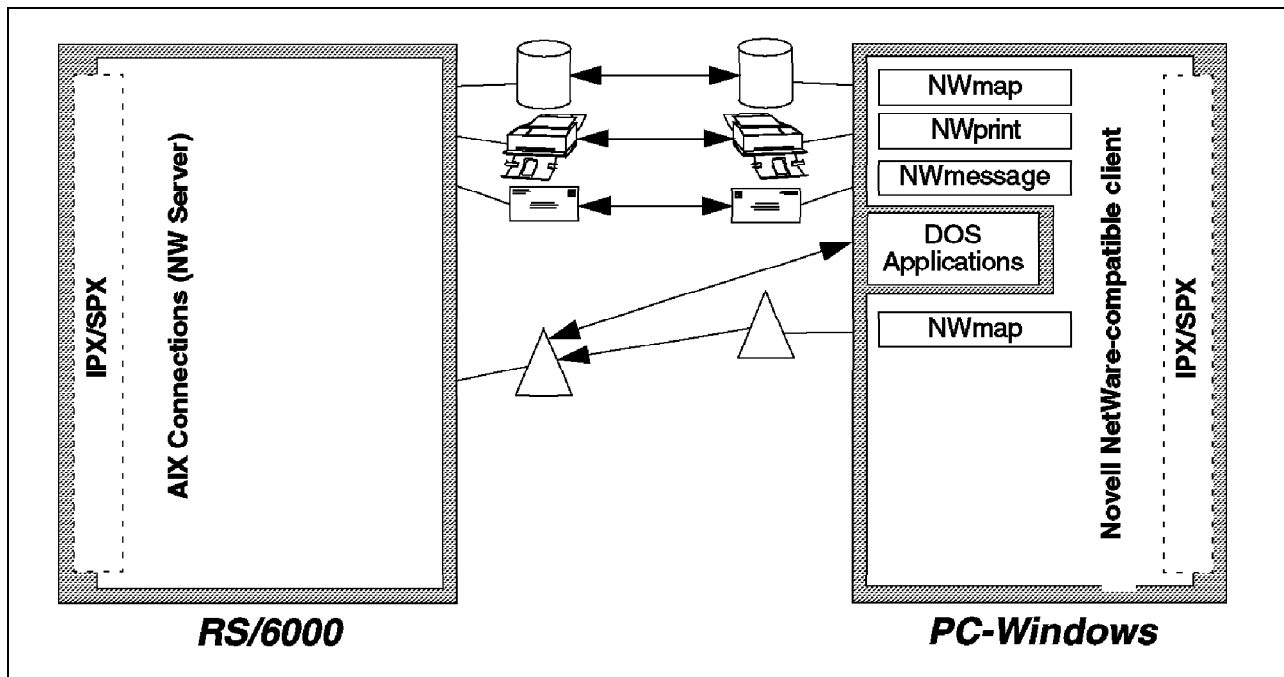 IPX/SPX
AIX Connections (NW Server)
RS/6000
NWmap
NWprint
NWmessage
DOS
Applications
NWmap
Novell NetWare-compatible client
IPX/SPX
PC-Windows